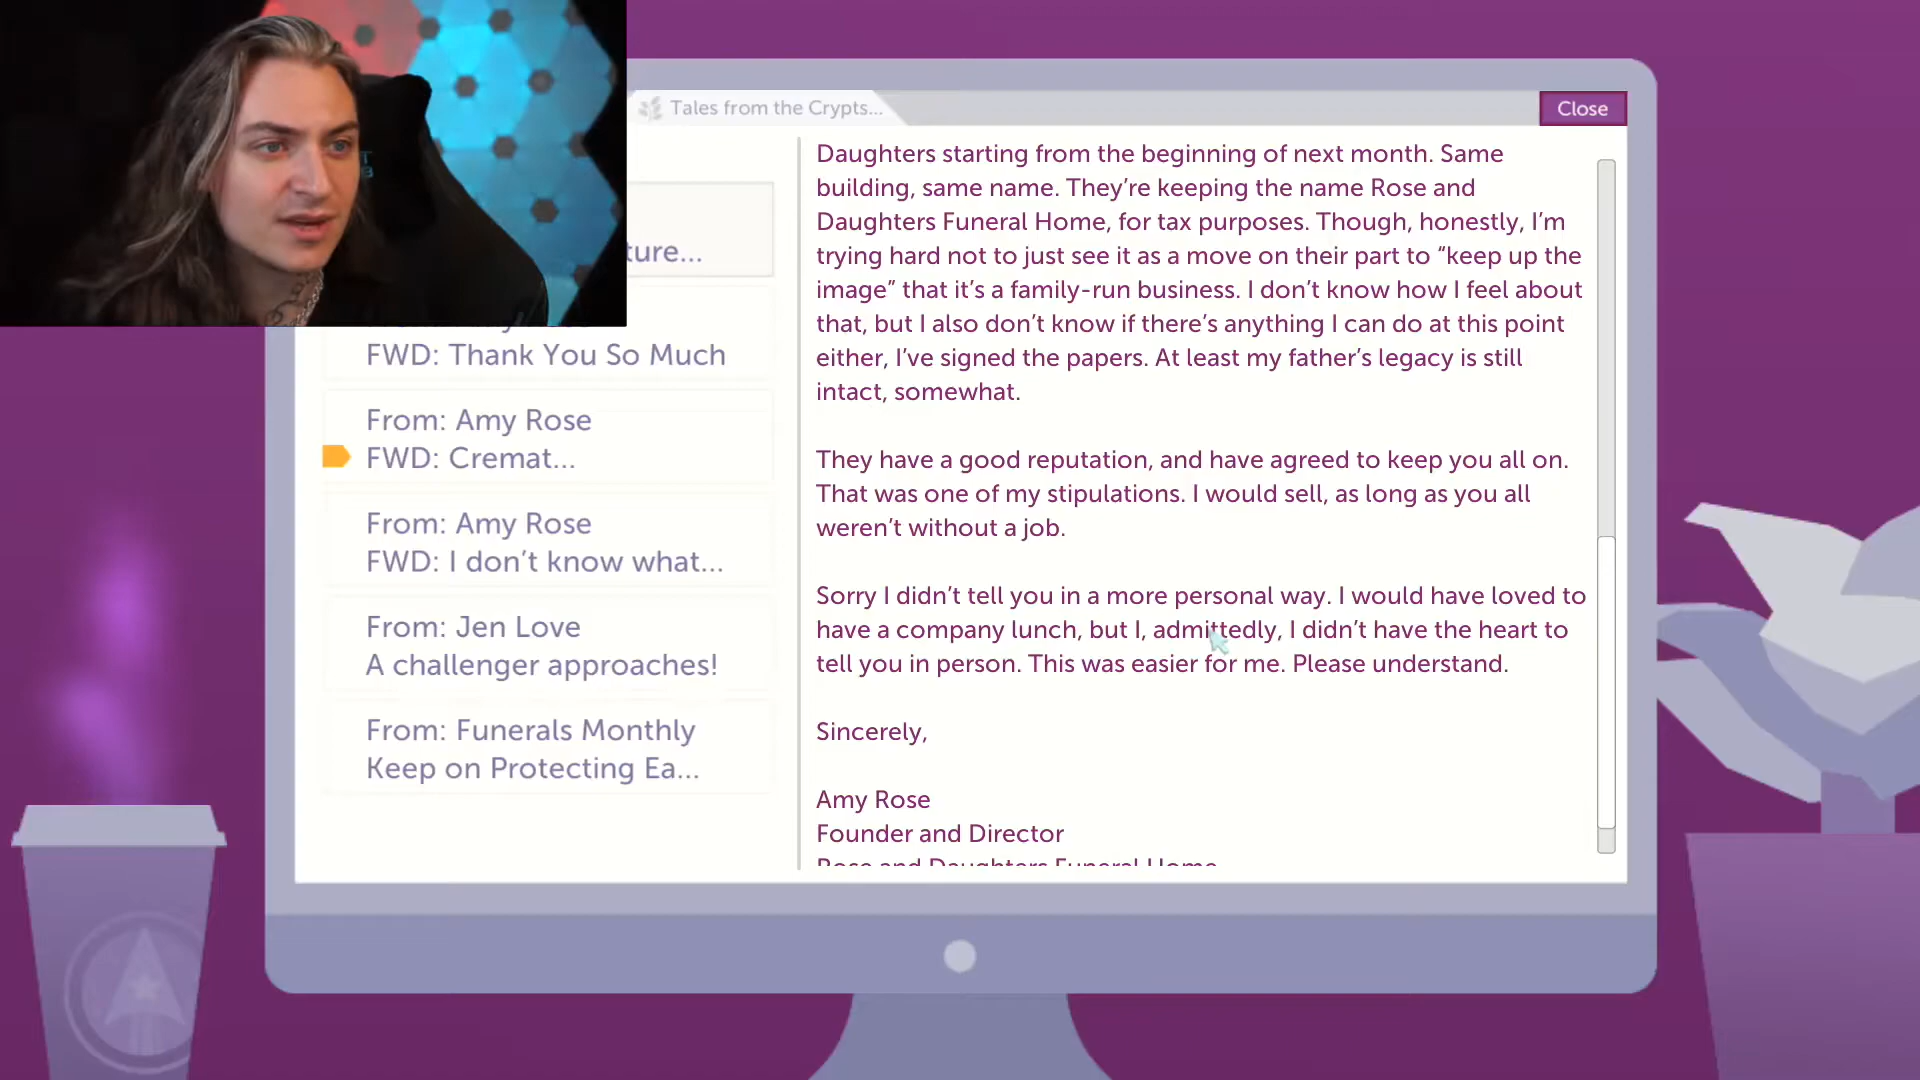 Tales from the Crypts...
Close
ture...
FWD: Thank You So Much
From: Amy Rose
FWD: Cremat...
From: Amy Rose
FWD: I don’t know what...
From: Jen Love
A challenger approaches!
From: Funerals Monthly
Keep on Protecting Ea...
Daughters starting from the beginning of next month. Same
building, same name. They’re keeping the name Rose and
Daughters Funeral Home, for tax purposes. Though, honestly, I’m
trying hard not to just see it as a move on their part to “keep up the
image” that it’s a family-run business. I don’t know how I feel about
that, but I also don’t know if there’s anything I can do at this point
either, I’ve signed the papers. At least my father’s legacy is still
intact, somewhat.
They have a good reputation, and have agreed to keep you all on.
That was one of my stipulations. I would sell, as long as you all
weren’t without a job.
Sorry I didn’t tell you in a more personal way. I would have loved to
have a company lunch, but I, admittedly, I didn’t have the heart to
tell you in person. This was easier for me. Please understand.
Sincerely,
Amy Rose
Founder and Director
Rose and Daughters Funeral Home